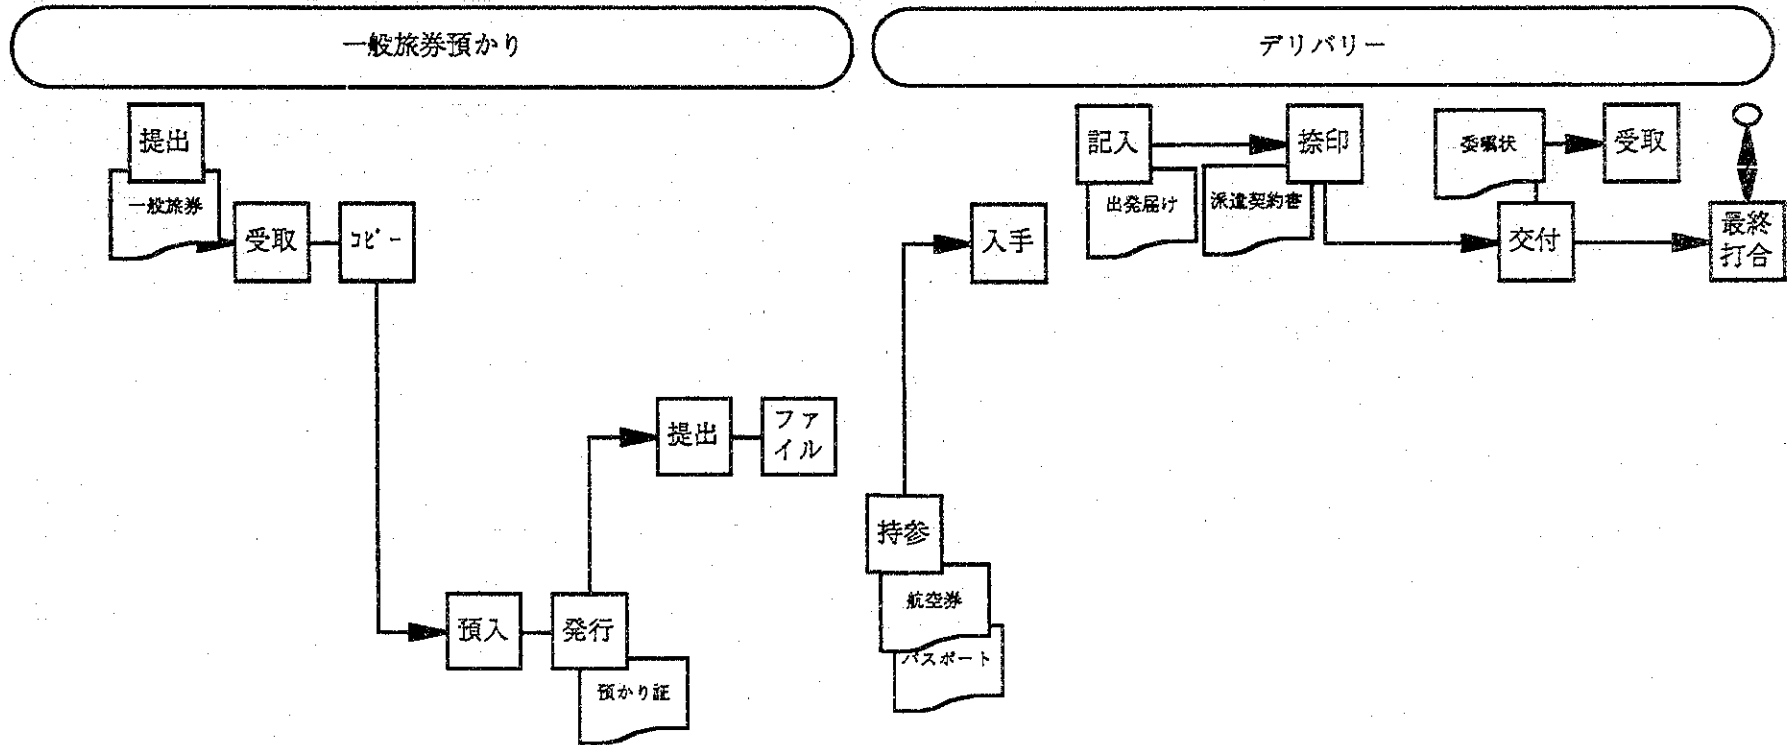 一般旅券預かり
提出
一般旅券
受取
コピー
提出
ファ
イル
預入
発行
預かり証
デリバリー
記入
出発届け
捺印
派遣契約書
委嘱状
受取
入手
交付
最終
打合
持参
航空券
パスポート